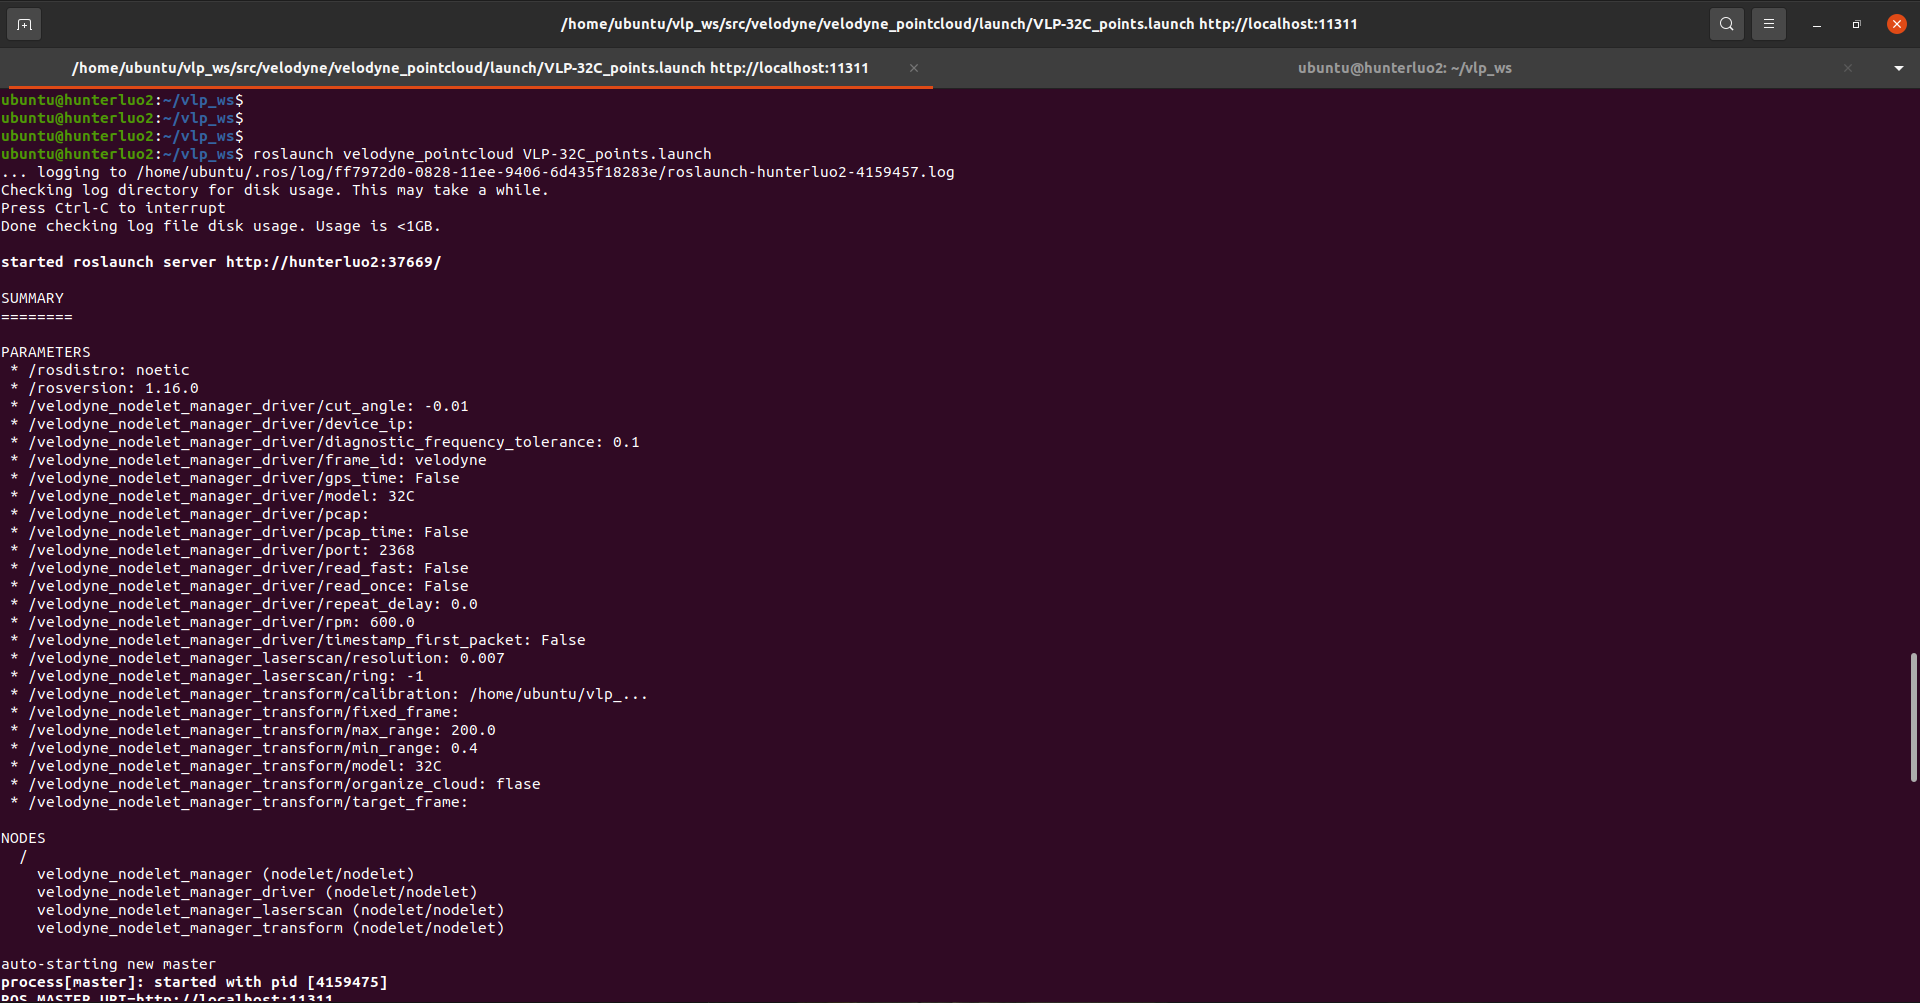 /home/ubuntu/vlp_ws/src/velodyne/velodyne_pointcloud/launch/VLP-32C_points.launch http://localhost:11311
/home/ubuntu/vlp_ws/src/velodyne/velodyne_pointcloud/launch/VLP-32C_points.launch http://localhost:11311
ubuntu@hunterluo2: ~/vlp_ws
ubuntu@hunterluo2:~/vlp_ws$
ubuntu@hunterluo2:~/vlp_ws$
ubuntu@hunterluo2:~/vlp_ws$
ubuntu@hunterluo2:~/vlp_ws$ roslaunch velodyne_pointcloud VLP-32C_points.launch
... logging to /home/ubuntu/.ros/log/ff7972d0-0828-11ee-9406-6d435f18283e/roslaunch-hunterluo2-4159457.log
Checking log directory for disk usage. This may take a while.
Press Ctrl-C to interrupt
Done checking log file disk usage. Usage is <1GB.
started roslaunch server http://hunterluo2:37669/
SUMMARY
========
PARAMETERS
* /rosdistro: noetic
* /rosversion: 1.16.0
* /velodyne_nodelet_manager_driver/cut_angle: -0.01
* /velodyne_nodelet_manager_driver/device_ip:
* /velodyne_nodelet_manager_driver/diagnostic_frequency_tolerance: 0.1
* /velodyne_nodelet_manager_driver/frame_id: velodyne
* /velodyne_nodelet_manager_driver/gps_time: False
* /velodyne_nodelet_manager_driver/model: 32C
* /velodyne_nodelet_manager_driver/pcap:
* /velodyne_nodelet_manager_driver/pcap_time: False
* /velodyne_nodelet_manager_driver/port: 2368
* /velodyne_nodelet_manager_driver/read_fast: False
* /velodyne_nodelet_manager_driver/read_once: False
* /velodyne_nodelet_manager_driver/repeat_delay: 0.0
* /velodyne_nodelet_manager_driver/rpm: 600.0
* /velodyne_nodelet_manager_driver/timestamp_first_packet: False
* /velodyne_nodelet_manager_laserscan/resolution: 0.007
* /velodyne_nodelet_manager_laserscan/ring: -1
* /velodyne_nodelet_manager_transform/calibration: /home/ubuntu/vlp_...
* /velodyne_nodelet_manager_transform/fixed_frame:
* /velodyne_nodelet_manager_transform/max_range: 200.0
* /velodyne_nodelet_manager_transform/min_range: 0.4
* /velodyne_nodelet_manager_transform/model: 32C
* /velodyne_nodelet_manager_transform/organize_cloud: flase
* /velodyne_nodelet_manager_transform/target_frame:
NODES
/
velodyne_nodelet_manager (nodelet/nodelet)
velodyne_nodelet_manager_driver (nodelet/nodelet)
velodyne_nodelet_manager_laserscan (nodelet/nodelet)
velodyne_nodelet_manager_transform (nodelet/nodelet)
auto-starting new master
process[master]: started with pid [4159475]
ROS_MASTER_URI=http://localhost:11311